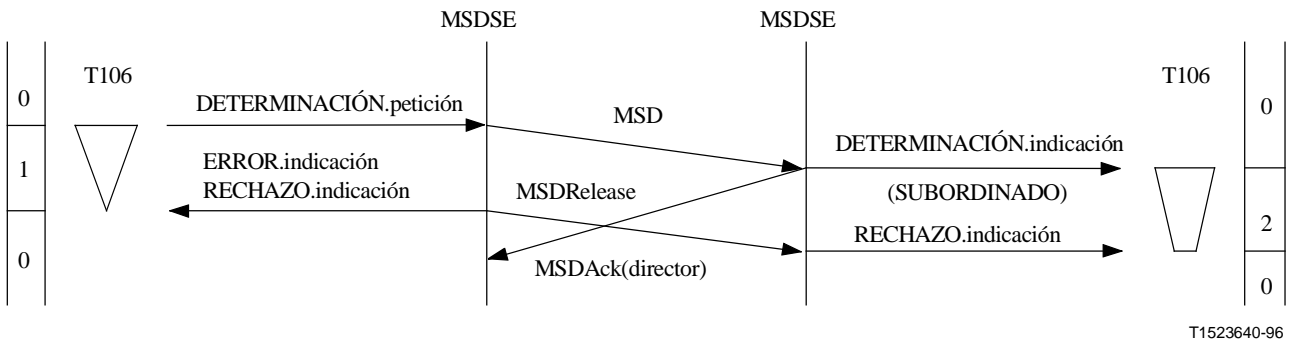 MSDSE
MSDSE
T106
T106
0
DETERMINACIÓN.petición
MSD
0
DETERMINACIÓN.indicación
1
ERROR.indicación
RECHAZO.indicación
MSDRelease
(SUBORDINADO)
2
RECHAZO.indicación
0
MSDAck(director)
0
T1523640-96